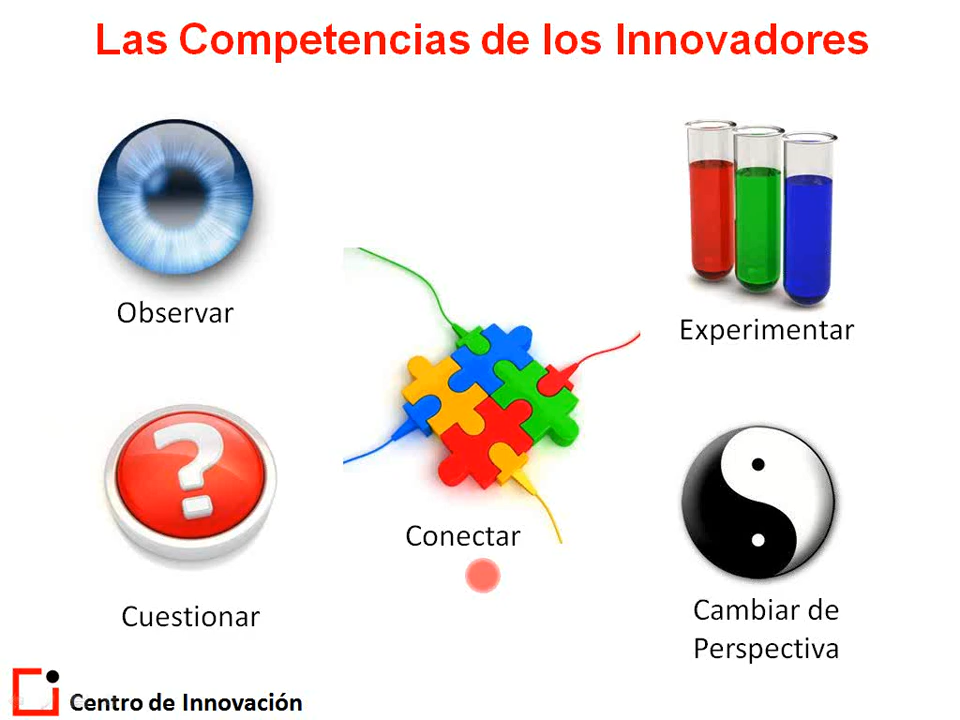 Las Competencias de los Innovadores
Observar
Experimentar
Conectar
Cuestionar
Cambiar de
Perspectiva
?
Centro de Innovación